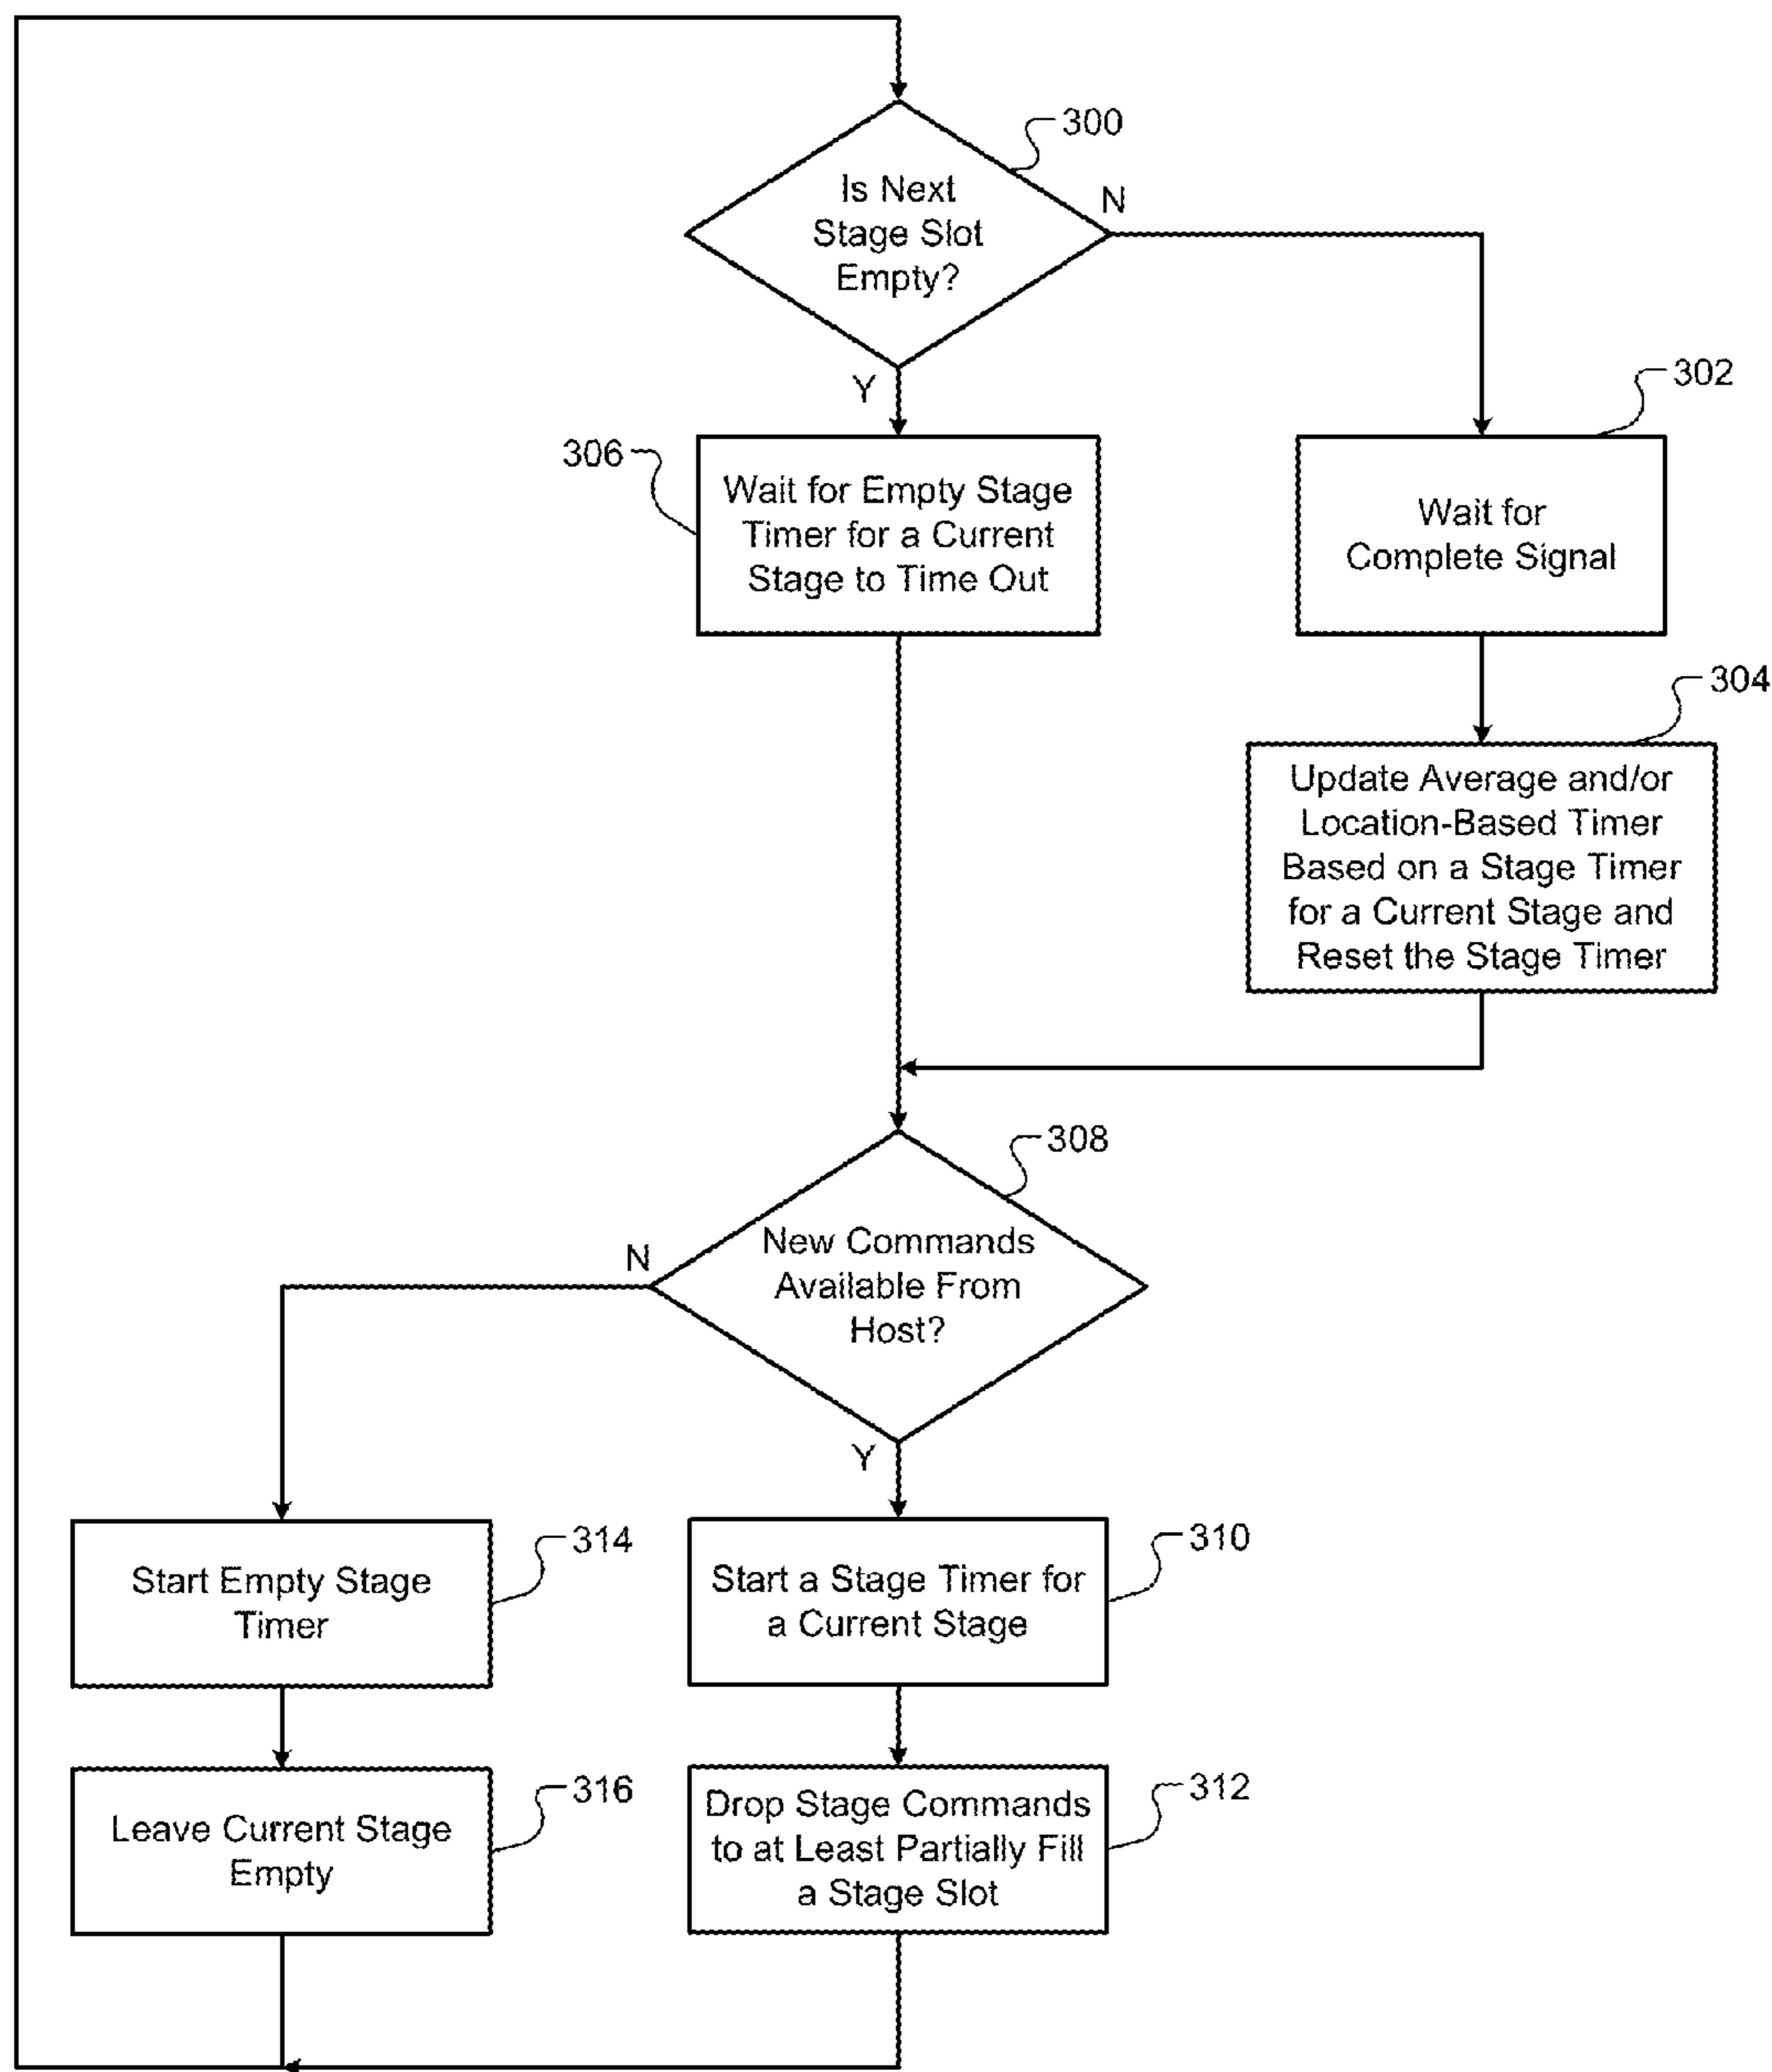 300
Is Next
Stage Slot
Empty?
N
Y
302
306
Wait for Empty Stage
Timer for a Current
Stage to Time Out
Wait for
Complete Signal
304
Update Average and/or
Location-Based Timer
Based on a Stage Timer
for a Current Stage and
Reset the Stage Timer
308
New Commands
Available From
Host?
N
Y
314
Start Empty Stage
Timer
310
Start a Stage Timer for
a Current Stage
316
Leave Current Stage
Empty
312
Drop Stage Commands
to at Least Partially Fill
a Stage Slot